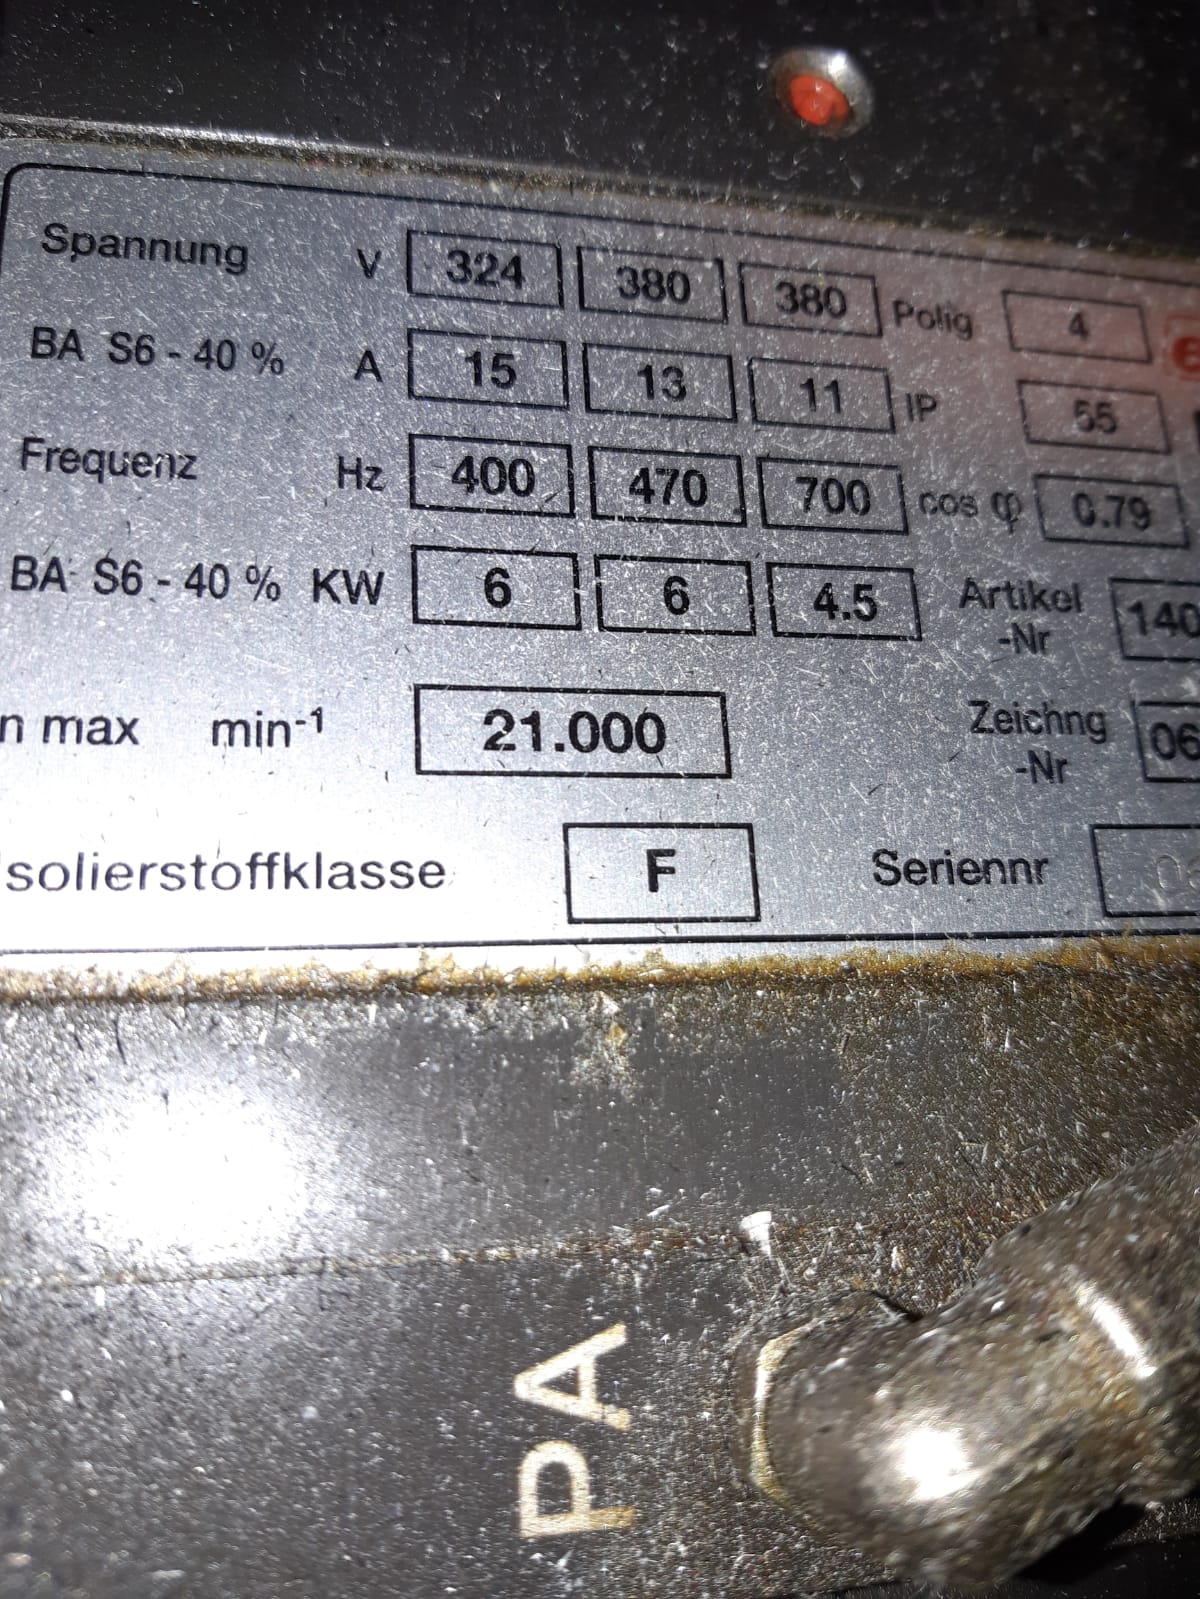 Spannung V 324 380 380 Polig 4 e
BA S6 - 40 % A 15 13 11 IP 55
Frequenz Hz 400 470 700 cos φ 0.79
BA S6 - 40 % KW 6 6 4.5 Artikel 140
-Nr
n max min-1 21.000 Zeichng 06
-Nr
solierstoffklasse F Seriennr
PA